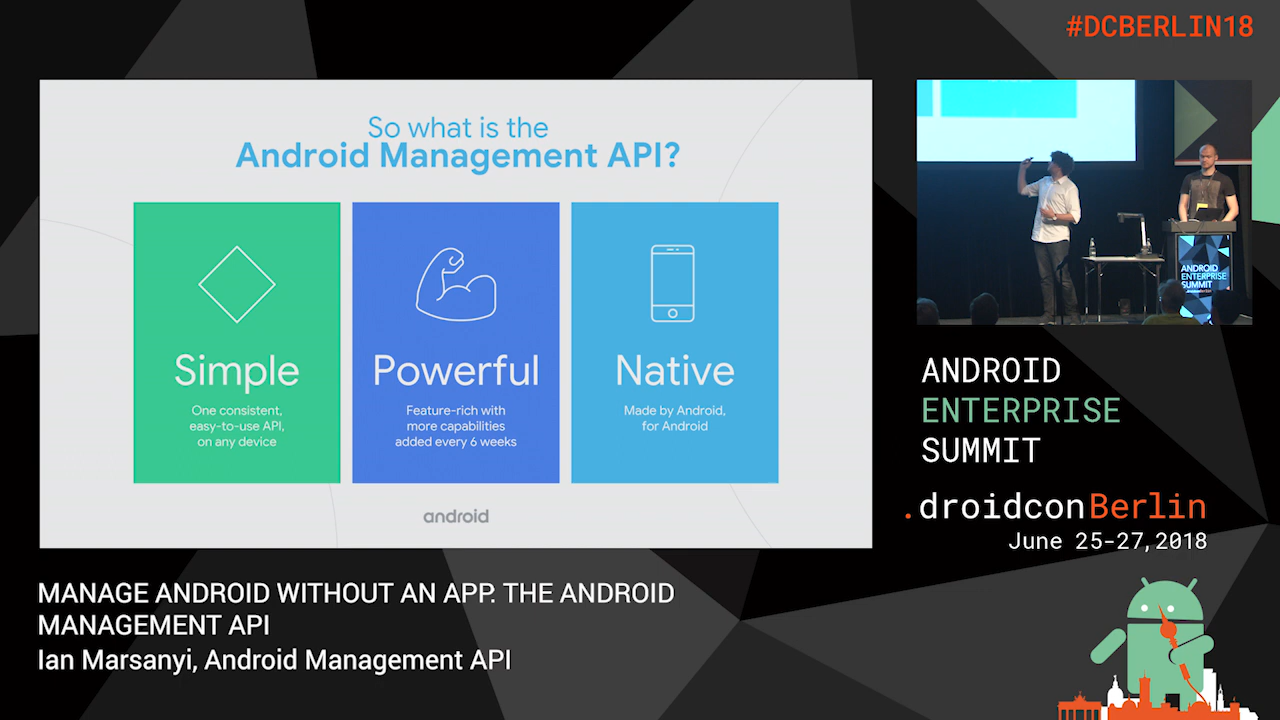 #DCBERLIN18
So what is the
Android Management API?
Simple
One consistent,
easy-to-use API,
on any device
Powerful
Feature-rich with
more capabilities
added every 6 weeks
Native
Made by Android,
for Android
android
ANDROID
ENTERPRISE
SUMMIT
ANDROID
ENTERPRISE
SUMMIT
.droidconBerlin
June 25-27,2018
MANAGE ANDROID WITHOUT AN APP: THE ANDROID
MANAGEMENT API
Ian Marsanyi, Android Management API